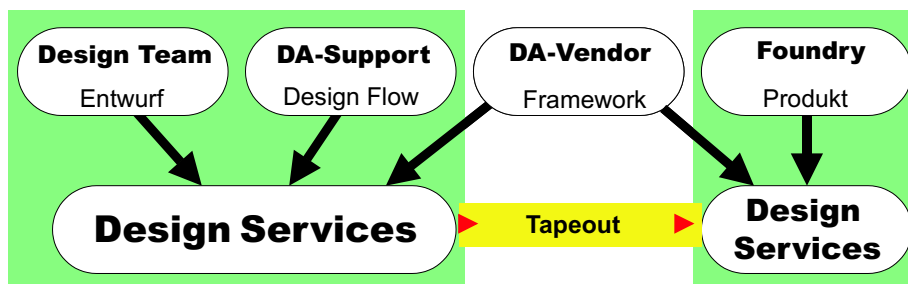 Design Team
Entwurf
DA-Support
Design Flow
DA-Vendor
Framework
Foundry
Produkt
Design Services
Tapeout
Design
Services